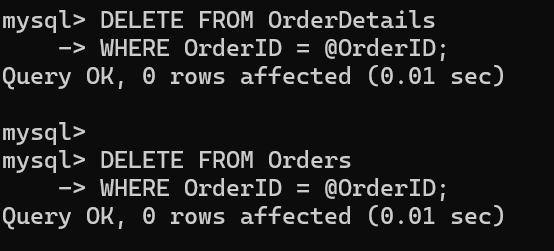 mysql> DELETE FROM OrderDetails
    -> WHERE OrderID = @OrderID;
Query OK, 0 rows affected (0.01 sec)

mysql>
mysql> DELETE FROM Orders
    -> WHERE OrderID = @OrderID;
Query OK, 0 rows affected (0.01 sec)